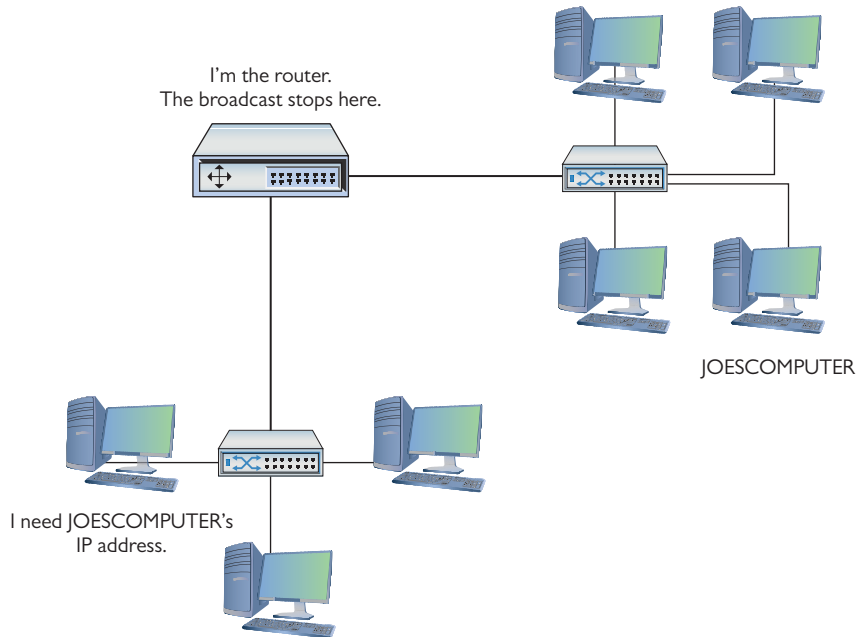 I'm the router.
The broadcast stops here.
JOESCOMPUTER
I need JOESCOMPUTER's
IP address.